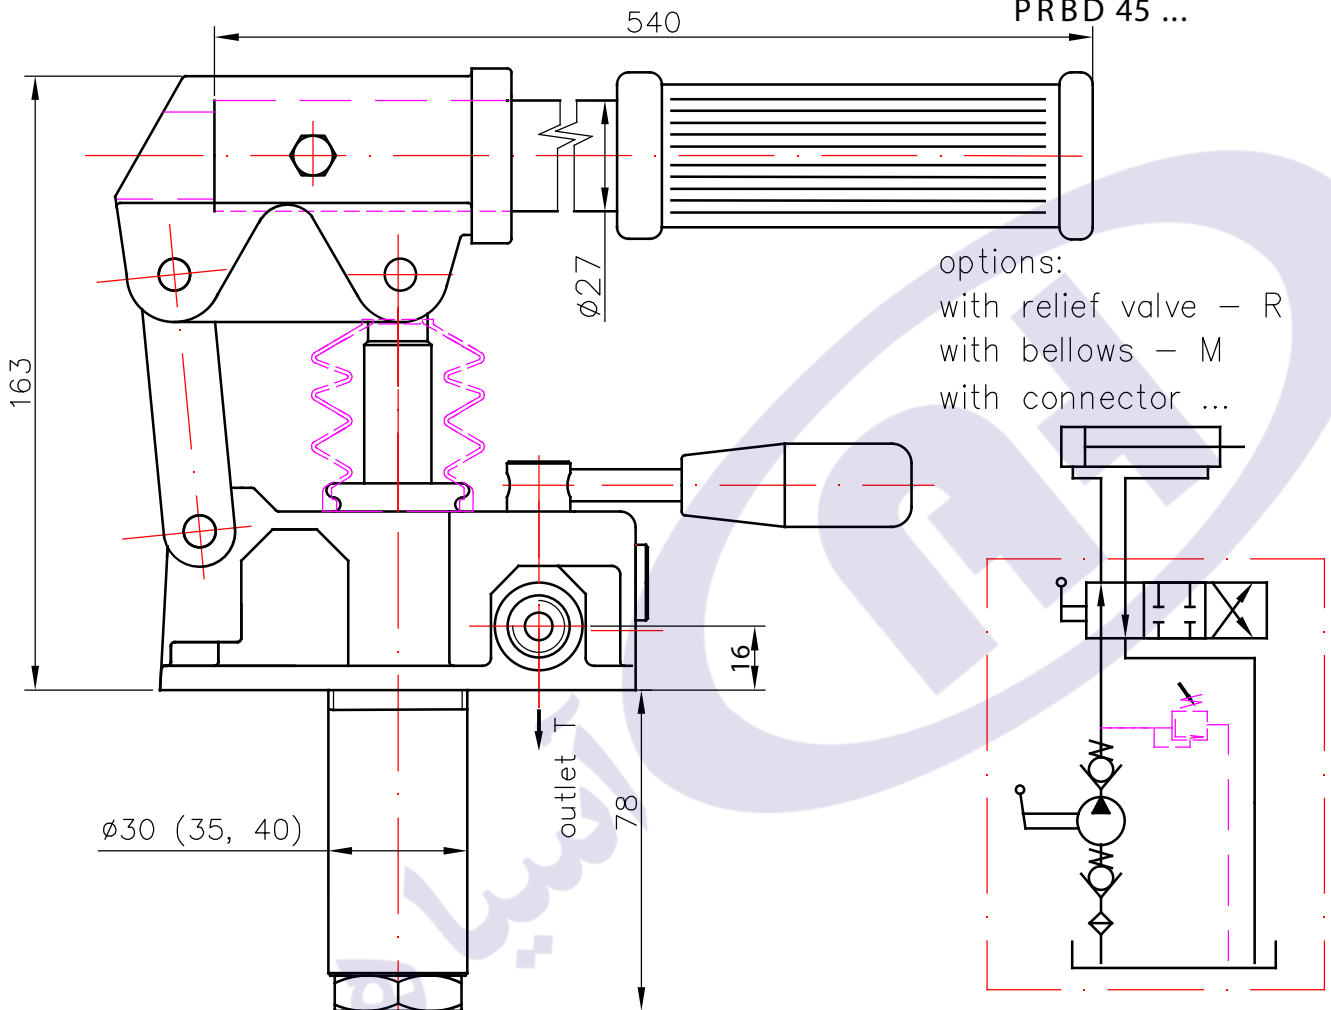 PRBD 45 ...
540
163
ø27
options:
with relief valve – R
with bellows – M
with connector ...
16
outlet T
78
ø30 (35, 40)
آسیا